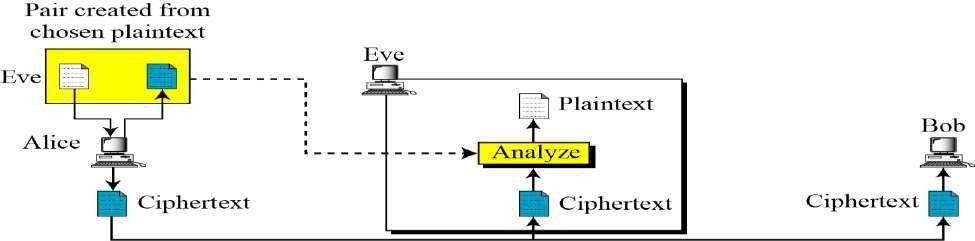 Pair created from
chosen plaintext
Eve
Eve
Plaintext
Alice
Analyze
Bob
Ciphertext
Ciphertext
Ciphertext